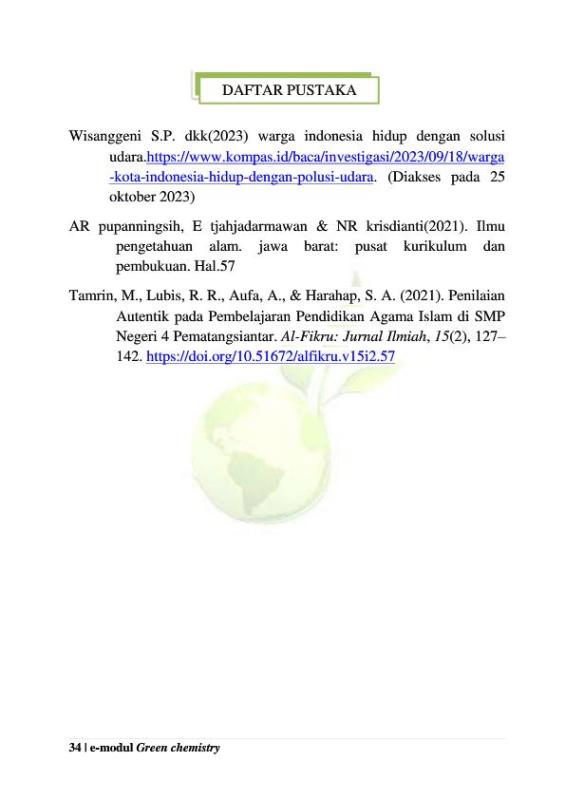 DAFTAR PUSTAKA
Wisanggeni S.P. dkk(2023) warga indonesia hidup dengan solusi
udara.https://www.kompas.id/baca/investigasi/2023/09/18/warga
-kota-indonesia-hidup-dengan-polusi-udara. (Diakses pada 25
oktober 2023)
AR pupanningsih, E tjahjadarmawan & NR krisdianti(2021). Ilmu
pengetahuan alam. jawa barat: pusat kurikulum dan
pembukuan. Hal.57
Tamrin, M., Lubis, R. R., Aufa, A., & Harahap, S. A. (2021). Penilaian
Autentik pada Pembelajaran Pendidikan Agama Islam di SMP
Negeri 4 Pematangsiantar. Al-Fikru: Jurnal Ilmiah, 15(2), 127–
142. https://doi.org/10.51672/alfikru.v15i2.57
34 | e-modul Green chemistry